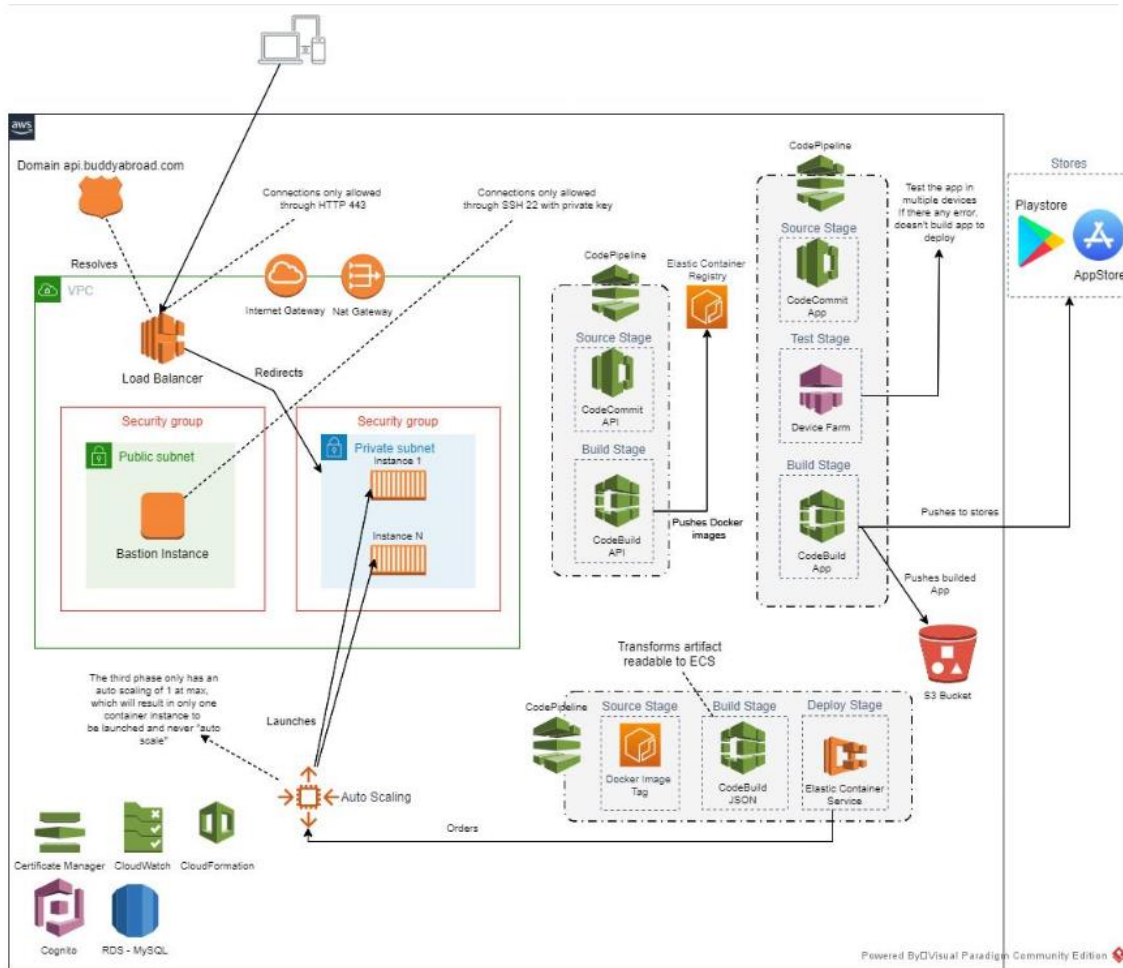 aws
Domain api.buddyabroad.com
Resolves
Connections only allowed
through HTTP 443
Connections only allowed
through SSH 22 with private key
VPC
Internet Gateway
Nat Gateway
Load Balancer
Redirects
Security group
Public subnet
Bastion Instance
Security group
Private subnet
Instance 1
Instance N
The third phase only has an
auto scaling of 1 at max,
which will result in only one
container instance to
be launched and never "auto
scale"
Launches
Auto Scaling
Orders
Certificate Manager
CloudWatch
CloudFormation
Cognito
RDS - MySQL
CodePipeline
Source Stage
CodeCommit
API
Build Stage
CodeBuild
API
Elastic Container
Registry
Pushes Docker
images
CodePipeline
Source Stage
CodeCommit
App
Test Stage
Device Farm
Build Stage
CodeBuild
App
Test the app in
multiple devices
If there any error,
doesn't build app to
deploy
Stores
Playstore
AppStore
Pushes to stores
Pushes builded
App
S3 Bucket
Transforms artifact
readable to ECS
CodePipeline
Source Stage
Docker Image
Tag
Build Stage
CodeBuild
JSON
Deploy Stage
Elastic Container
Service
Powered By□Visual Paradigm Community Edition